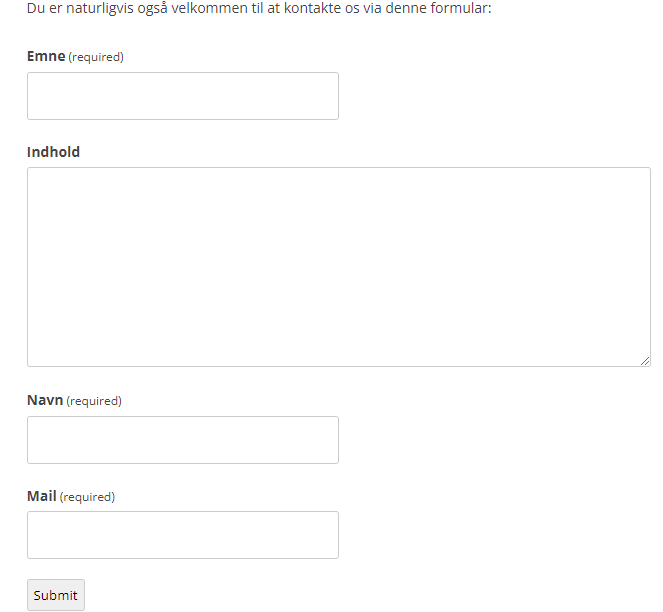 Du er naturligvis også velkommen til at kontakte os via denne formular:
Emne (required)
Indhold
Navn (required)
Mail (required)
Submit